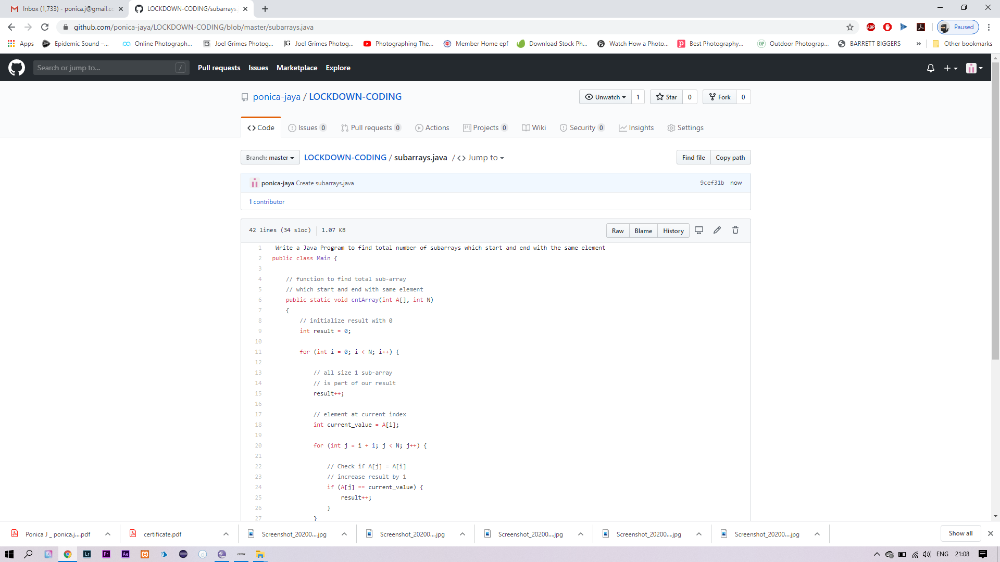 Inbox (1,733) - ponica.j@gmail.co
LOCKDOWN-CODING/subarrays.
github.com/ponica-jaya/LOCKDOWN-CODING/blob/master/subarrays.java
ABP
Paused
Apps
Epidemic Sound –...
Online Photograph...
Joel Grimes Photog...
JG Joel Grimes Photog...
Photographing The...
Member Home epf
Download Stock Ph...
Fs Watch How a Photo...
Best Photography...
OP Outdoor Photograp...
BARRETT BIGGERS
»
Other bookmarks
Search or jump to...
/
Pull requests
Issues
Marketplace
Explore
ponica-jaya / LOCKDOWN-CODING
Unwatch 1
Star 0
Fork 0
Code
Issues 0
Pull requests 0
Actions
Projects 0
Wiki
Security 0
Insights
Settings
Branch: master
LOCKDOWN-CODING / subarrays.java / <> Jump to
Find file
Copy path
ponica-jaya Create subarrays.java
9cef31b now
1 contributor
42 lines (34 sloc) 1.07 KB
Raw
Blame
History
1 Write a Java Program to find total number of subarrays which start and end with the same element
2 public class Main {
3
4 // function to find total sub-array
5 // which start and end with same element
6 public static void cntArray(int A[], int N)
7 {
8 // initialize result with 0
9 int result = 0;
10
11 for (int i = 0; i < N; i++) {
12
13 // all size 1 sub-array
14 // is part of our result
15 result++;
16
17 // element at current index
18 int current_value = A[i];
19
20 for (int j = i + 1; j < N; j++) {
21
22 // Check if A[j] = A[i]
23 // increase result by 1
24 if (A[j] == current_value) {
25 result++;
26 }
27 }
Ponica J _ ponica.j....pdf
certificate.pdf
Screenshot_20200....jpg
Screenshot_20200....jpg
Screenshot_20200....jpg
Screenshot_20200....jpg
Screenshot_20200....jpg
Show all
Lr
Pr
Ae
msi
ENG
21:08